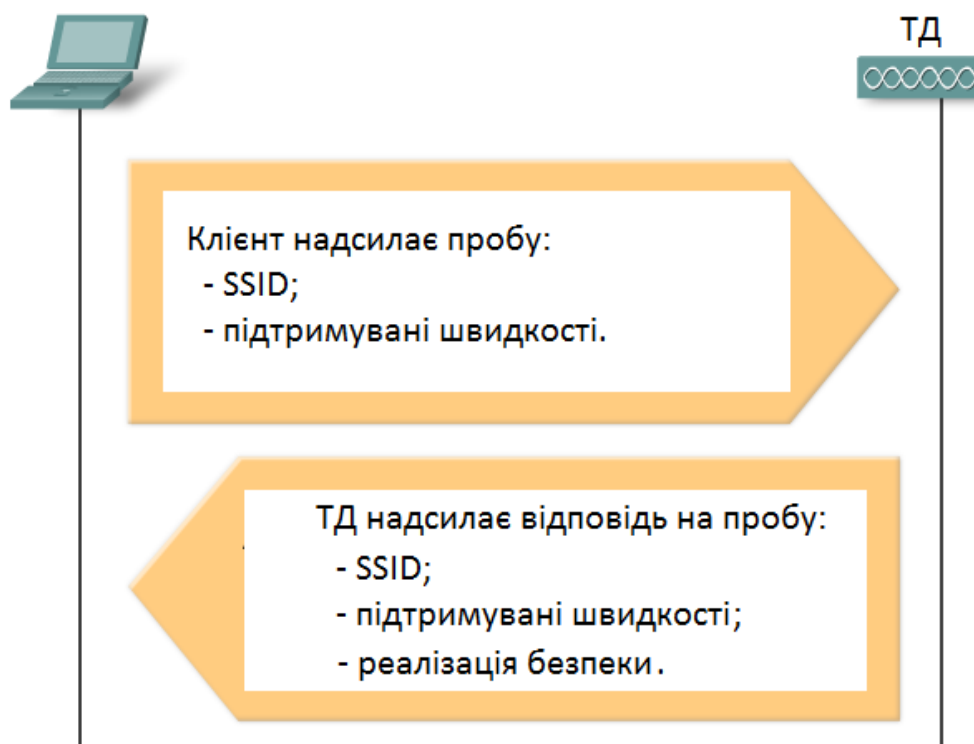 ТД
Клієнт надсилає пробу:
- SSID;
- підтримувані швидкості.
ТД надсилає відповідь на пробу:
- SSID;
- підтримувані швидкості;
- реалізація безпеки.